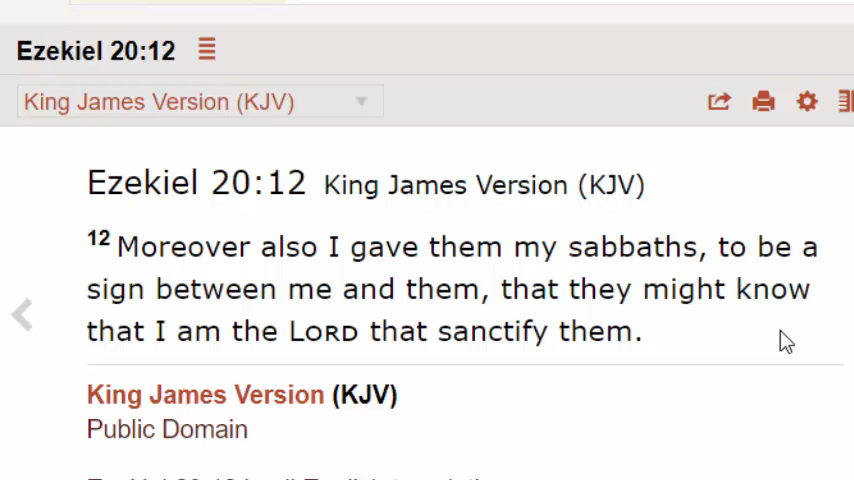 Ezekiel 20:12
King James Version (KJV)
Ezekiel 20:12 King James Version (KJV)
12 Moreover also I gave them my sabbaths, to be a
sign between me and them, that they might know
that I am the LORD that sanctify them.
King James Version (KJV)
Public Domain